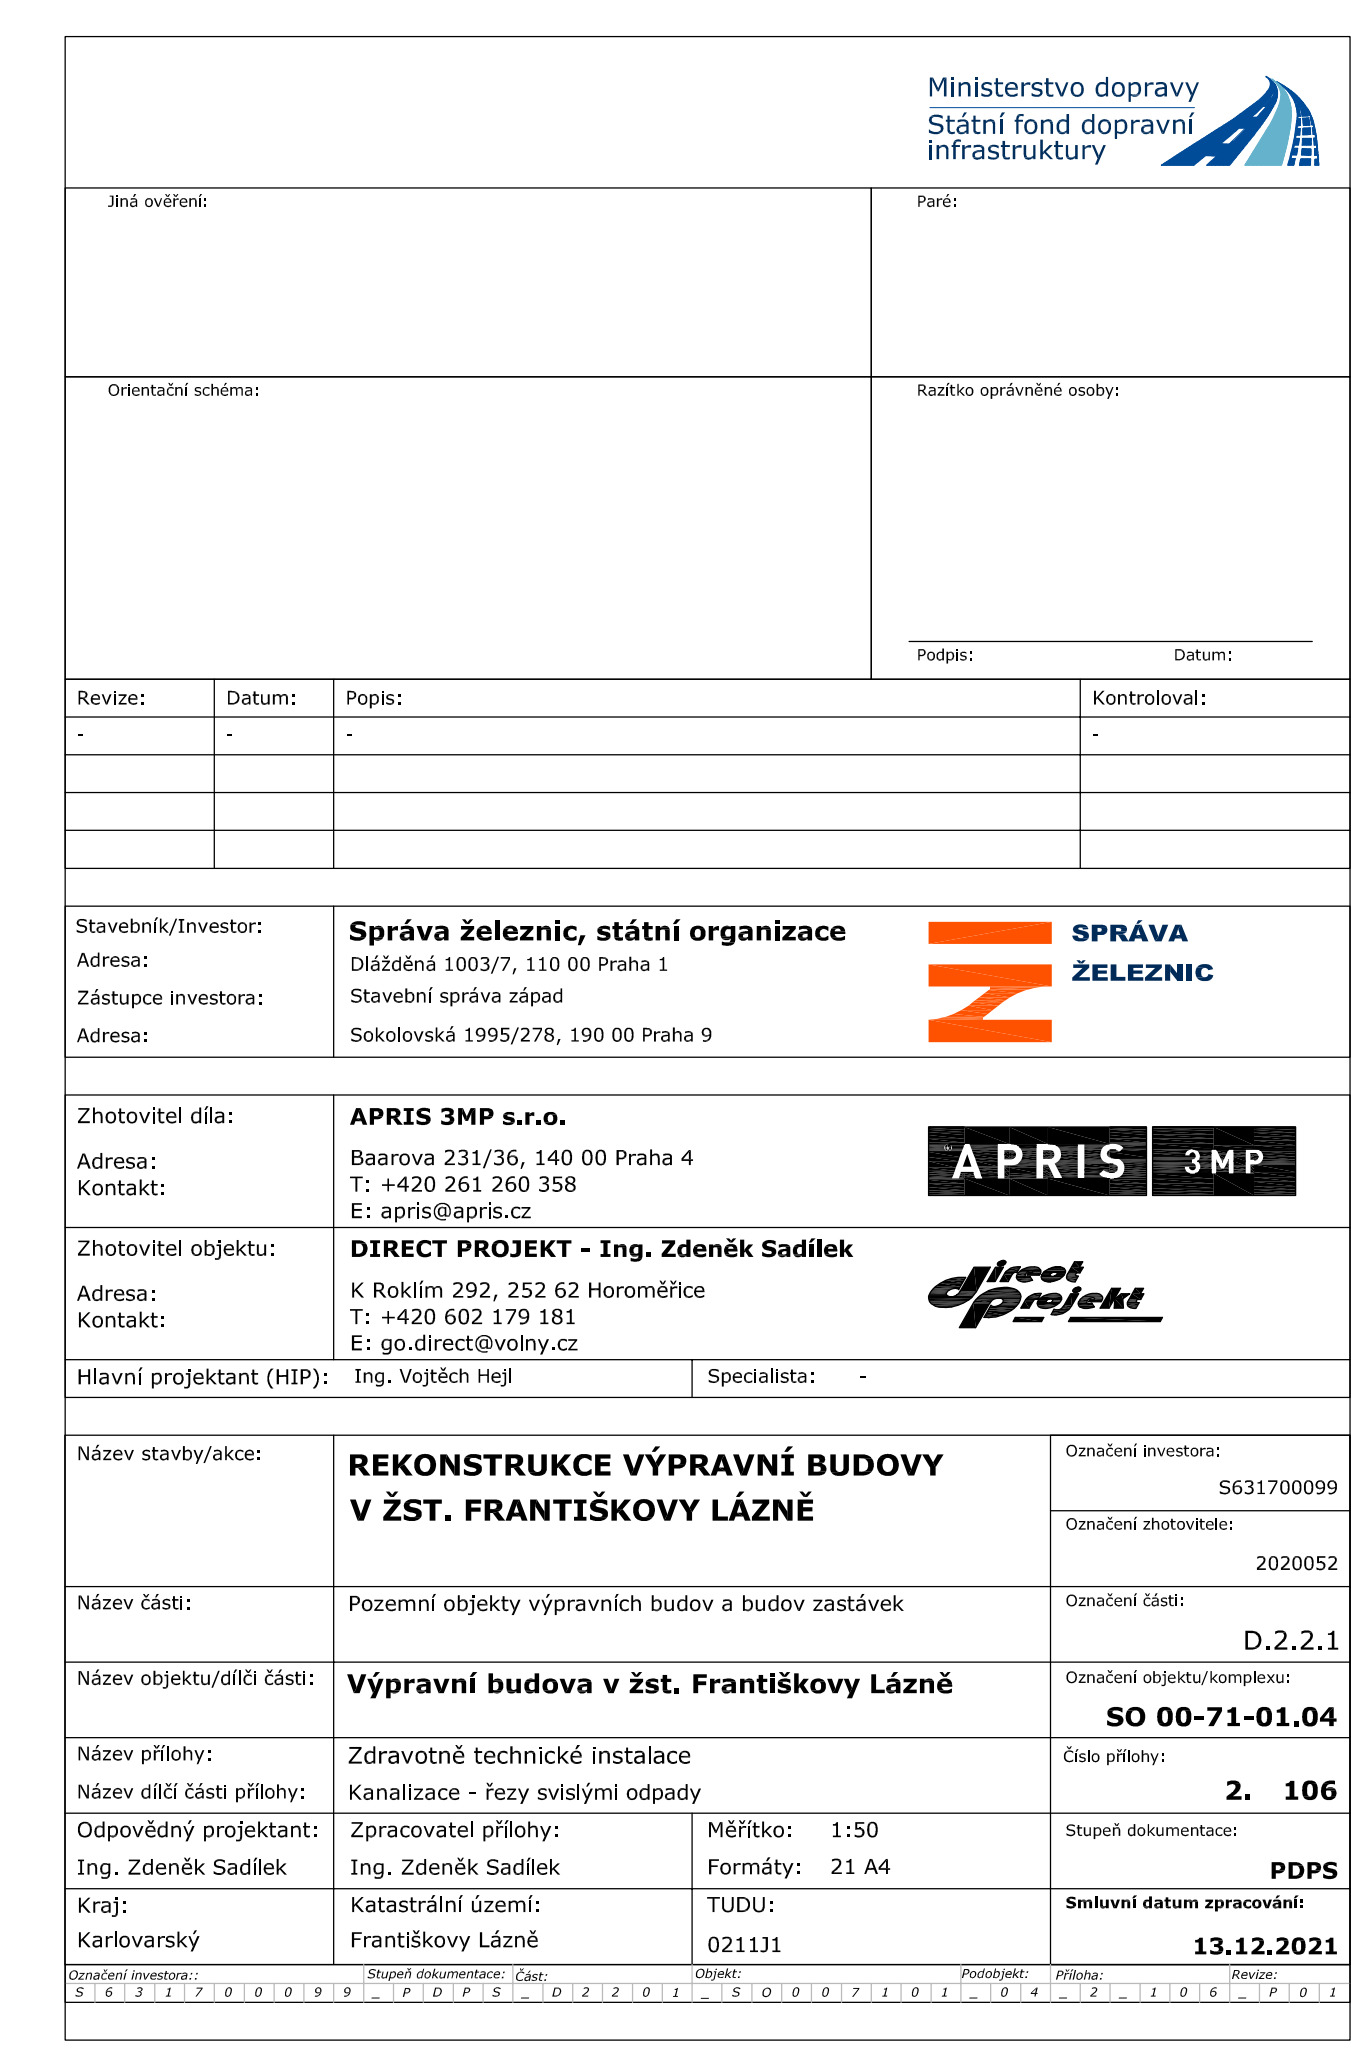 Ministerstvo dopravy
Státní fond dopravní
infrastruktury
Jiná ověření:
Paré:
Orientační schéma:
Razítko oprávněné osoby:
Podpis: Datum:
Revize: Datum: Popis: Kontroloval:
- - - -
Stavebník/Investor: Správa železnic, státní organizace
Adresa: Dlážděná 1003/7, 110 00 Praha 1
Zástupce investora: Stavební správa západ
Adresa: Sokolovská 1995/278, 190 00 Praha 9
SPRÁVA
ŽELEZNIC
Zhotovitel díla: APRIS 3MP s.r.o.
Adresa: Baarova 231/36, 140 00 Praha 4
Kontakt: T: +420 261 260 358
E: apris@apris.cz
APRIS 3MP
Zhotovitel objektu: DIRECT PROJEKT - Ing. Zdeněk Sadílek
Adresa: K Roklím 292, 252 62 Horoměřice
Kontakt: T: +420 602 179 181
E: go.direct@volny.cz
direct
projekt
Hlavní projektant (HIP): Ing. Vojtěch Hejl Specialista: -
Název stavby/akce: REKONSTRUKCE VÝPRAVNÍ BUDOVY
V ŽST. FRANTIŠKOVY LÁZNĚ
Označení investora:
S631700099
Označení zhotovitele:
2020052
Název části: Pozemní objekty výpravních budov a budov zastávek
Označení části:
D.2.2.1
Název objektu/dílči části: Výpravní budova v žst. Františkovy Lázně
Označení objektu/komplexu:
SO 00-71-01.04
Název přílohy: Zdravotně technické instalace
Název dílčí části přílohy: Kanalizace - řezy svislými odpady
Číslo přílohy:
2. 106
Odpovědný projektant: Zpracovatel přílohy: Měřítko: 1:50 Stupeň dokumentace:
Ing. Zdeněk Sadílek Ing. Zdeněk Sadílek Formáty: 21 A4 PDPS
Kraj: Katastrální území: TUDU: Smluvní datum zpracování:
Karlovarský Františkovy Lázně 0211J1 13.12.2021
Označení investora:: Stupeň dokumentace: Část: Objekt: Podobjekt: Příloha: Revize:
S 6 3 1 7 0 0 0 9 9 _ P D P S _ D 2 2 0 1 _ S O 0 0 7 1 0 1 _ 0 4 _ 2 _ 1 0 6 _ P 0 1